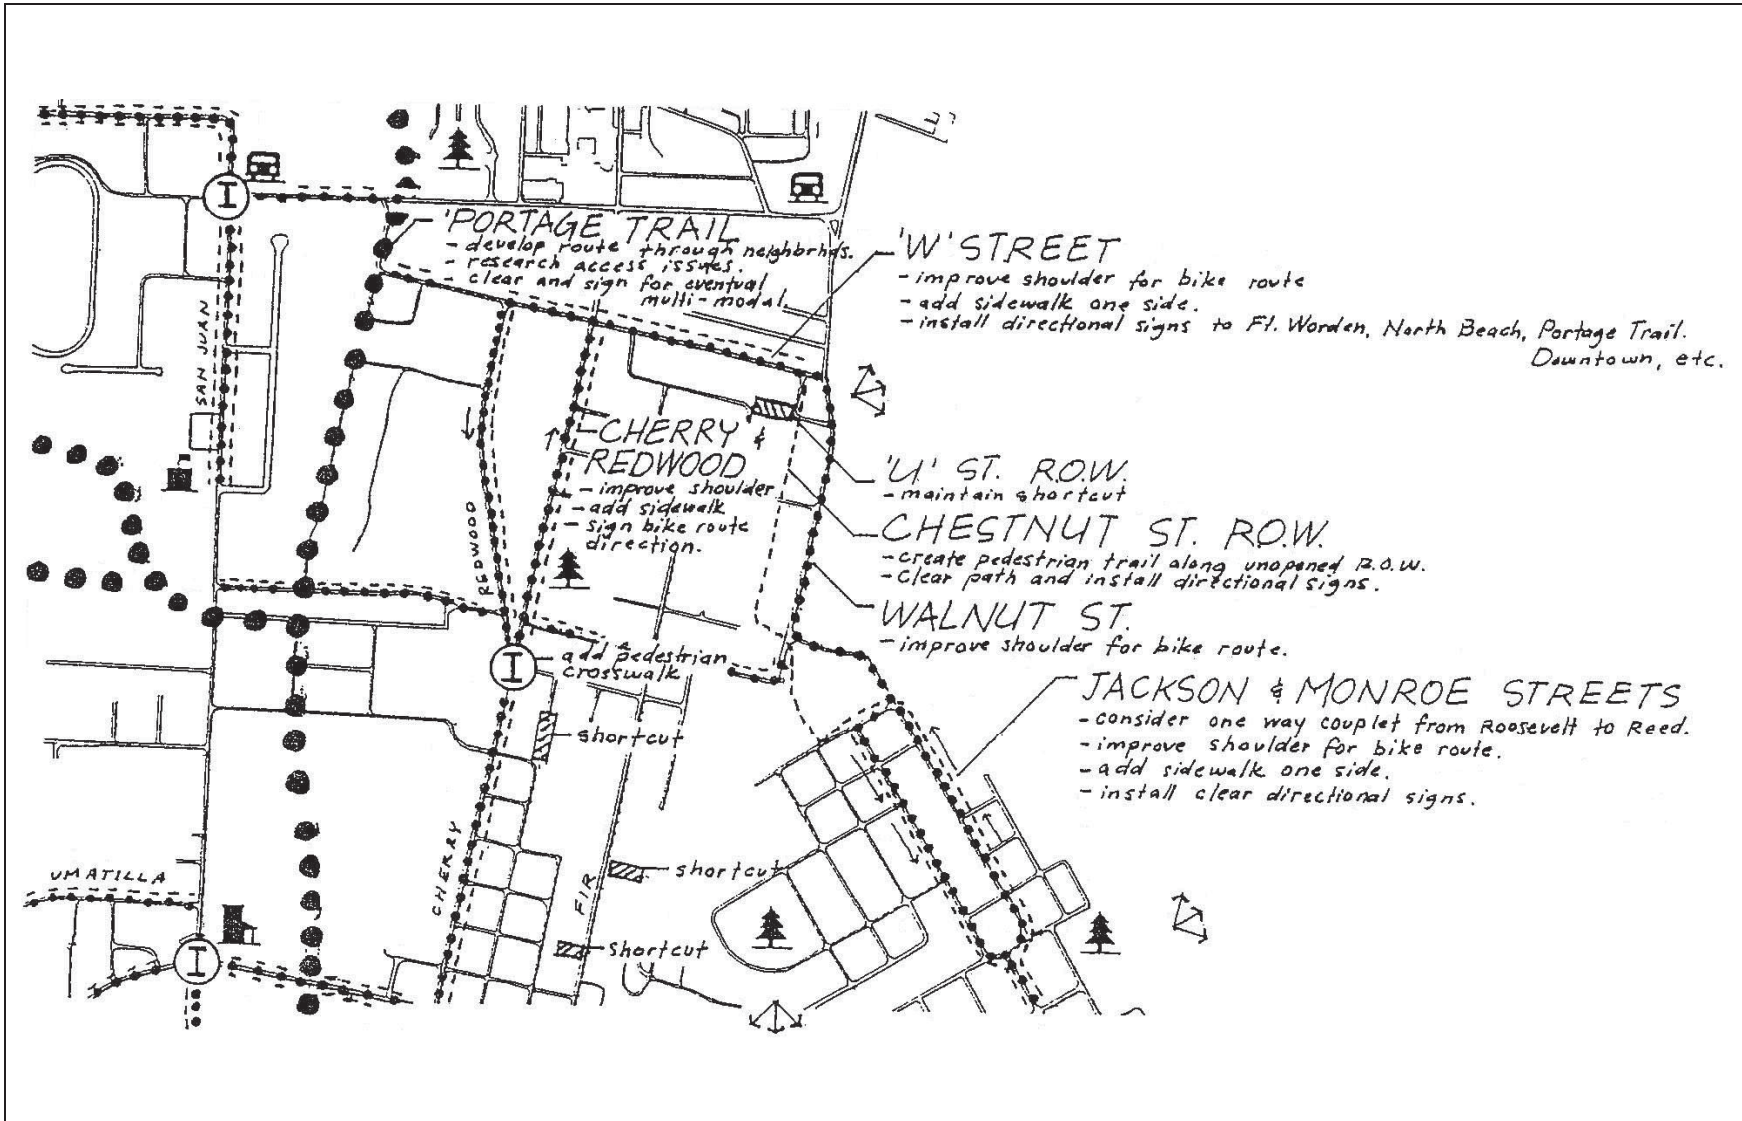 'PORTAGE TRAIL
- develop route through neighbrhds.
- research access issues.
- clear and sign for eventual
multi-modal.
'W' STREET
- improve shoulder for bike route
- add sidewalk one side.
- install directional signs to Ft. Worden, North Beach, Portage Trail.
Downtown, etc.
I
SAN JUAN
CHERRY &
REDWOOD
- improve shoulder
- add sidewalk
- sign bike route
direction.
REDWOOD
'U' ST. R.O.W.
- maintain shortcut
CHESTNUT ST. R.O.W.
- create pedestrian trail along unopened R.O.W.
- Clear path and install directional signs.
WALNUT ST.
- improve shoulder for bike route.
I
add pedestrian
crosswalk
JACKSON & MONROE STREETS
- consider one way couplet from Roosevelt to Reed.
- improve shoulder for bike route.
- add sidewalk one side.
- install clear directional signs.
shortcut
CHERRY
FIR
shortcut
UMATILLA
shortcut
I